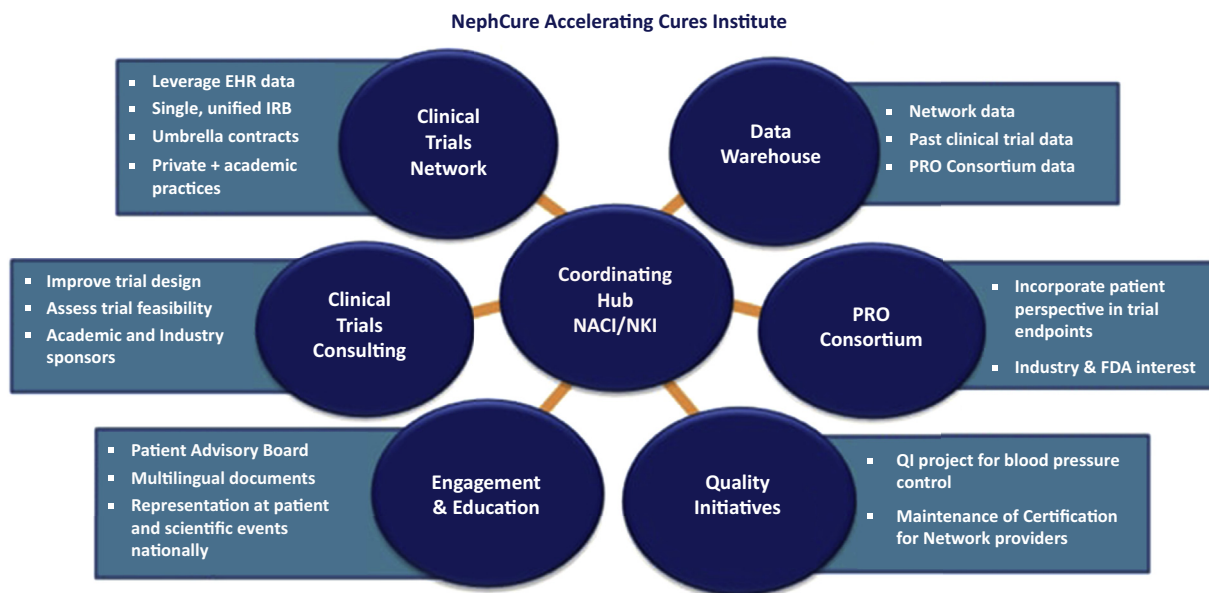 NephCure Accelerating Cures Institute
▪ Leverage EHR data
▪ Single, unified IRB
▪ Umbrella contracts
▪ Private + academic
practices
Clinical
Trials
Network
Data
Warehouse
▪ Network data
▪ Past clinical trial data
▪ PRO Consortium data
▪ Improve trial design
▪ Assess trial feasibility
▪ Academic and Industry
sponsors
Clinical
Trials
Consulting
Coordinating
Hub
NACI/NKI
PRO
Consortium
▪ Incorporate patient
perspective in trial
endpoints
▪ Industry & FDA interest
▪ Patient Advisory Board
▪ Multilingual documents
▪ Representation at patient
and scientific events
nationally
Engagement
& Education
Quality
Initiatives
▪ QI project for blood pressure
control
▪ Maintenance of Certification
for Network providers